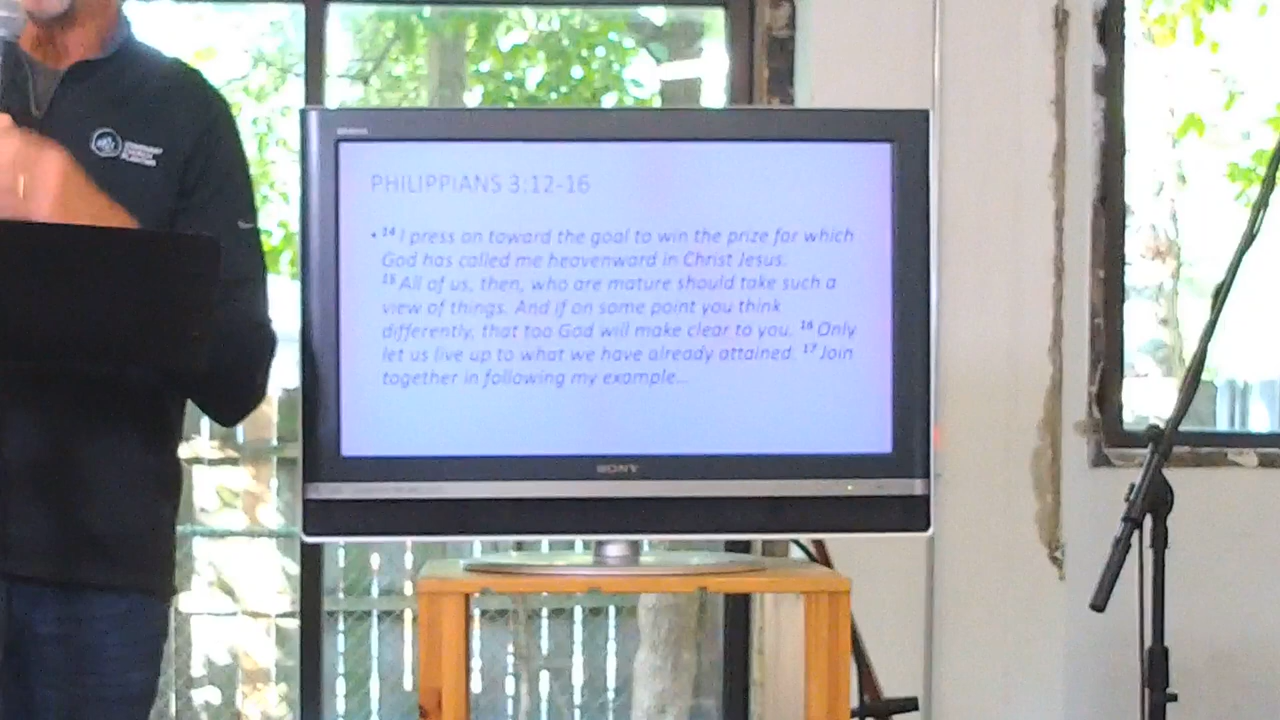 PHILIPPIANS 3:12-16
• 14 I press on toward the goal to win the prize for which
God has called me heavenward in Christ Jesus.
15 All of us, then, who are mature should take such a
view of things. And if on some point you think
differently, that too God will make clear to you. 16 Only
let us live up to what we have already attained. 17 Join
together in following my example...
SONY